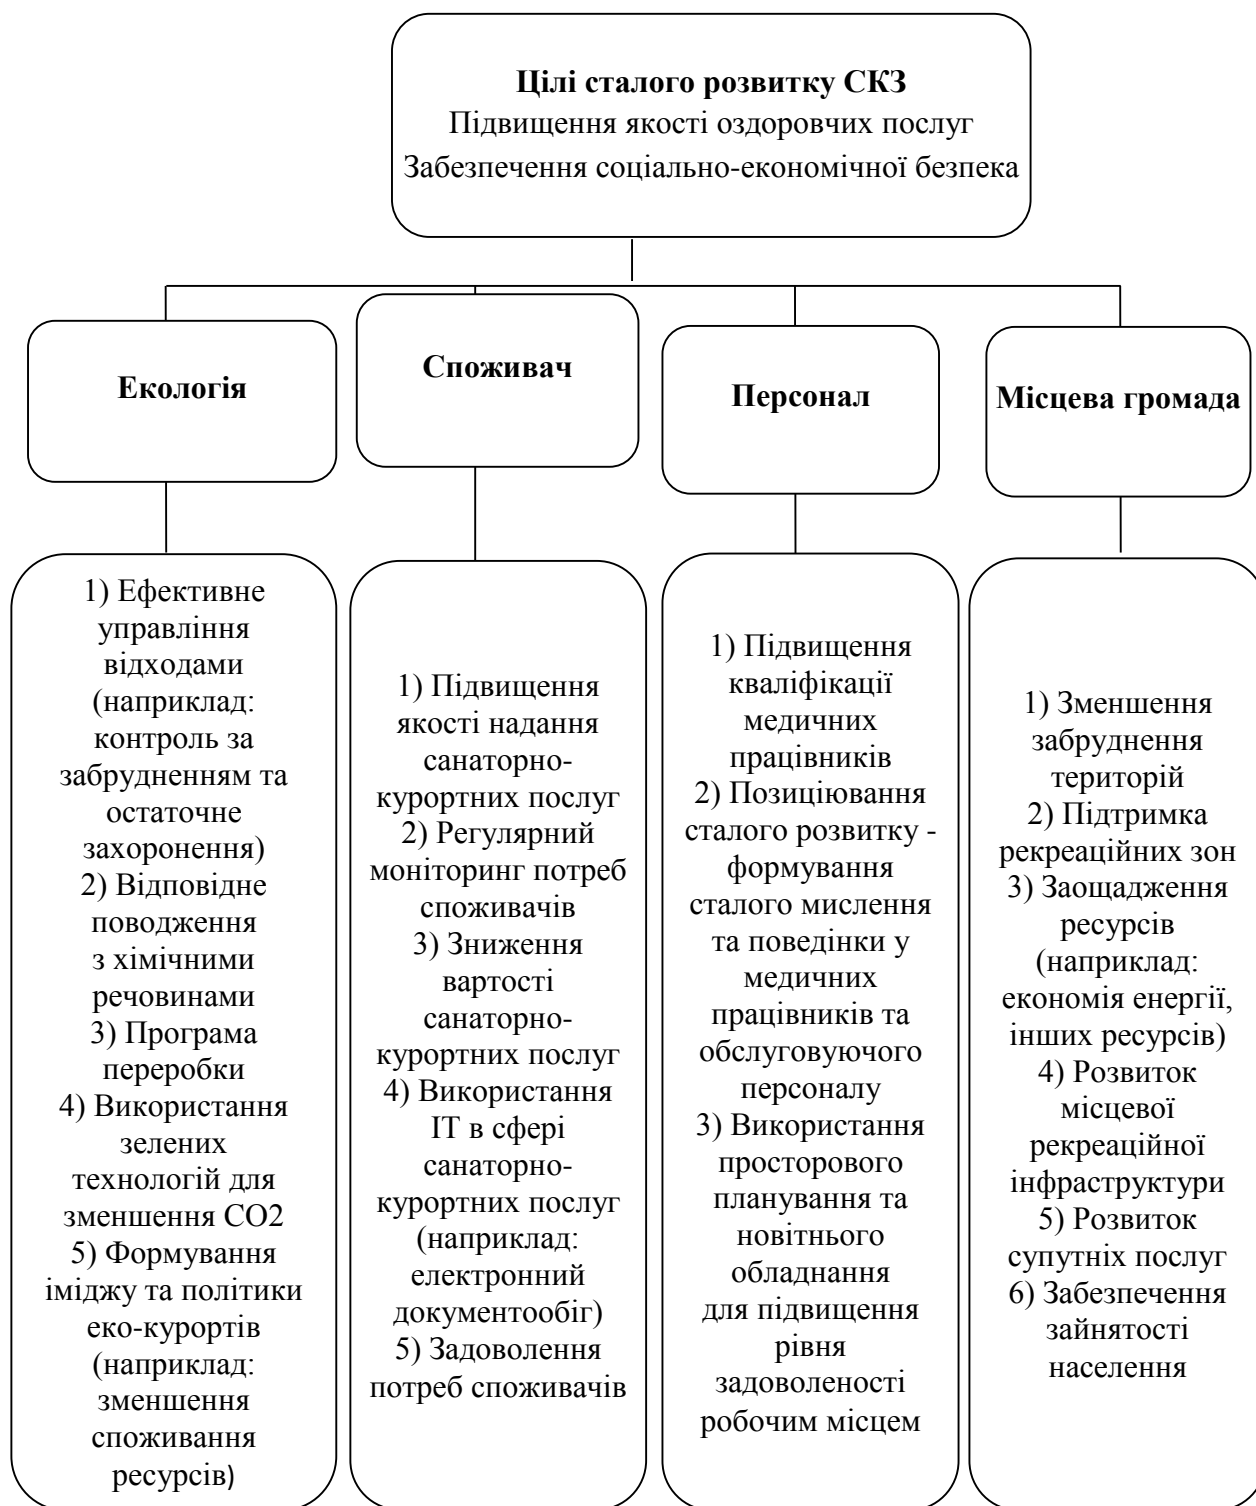 Цілі сталого розвитку СКЗ
Підвищення якості оздоровчих послуг
Забезпечення соціально-економічної безпека
Екологія
Споживач
Персонал
Місцева громада
1) Ефективне
управління
відходами
(наприклад:
контроль за
забрудненням та
остаточне
захоронення)
2) Відповідне
поводження
з хімічними
речовинами
3) Програма
переробки
4) Використання
зелених
технологій для
зменшення СО2
5) Формування
іміджу та політики
еко-курортів
(наприклад:
зменшення
споживання
ресурсів)
1) Підвищення
якості надання
санаторно-
курортних послуг
2) Регулярний
моніторинг потреб
споживачів
3) Зниження
вартості
санаторно-
курортних послуг
4) Використання
ІТ в сфері
санаторно-
курортних послуг
(наприклад:
електронний
документообіг)
5) Задоволення
потреб споживачів
1) Підвищення
кваліфікації
медичних
працівників
2) Позиціювання
сталого розвитку -
формування
сталого мислення
та поведінки у
медичних
працівників та
обслуговуючого
персоналу
3) Використання
просторового
планування та
новітнього
обладнання
для підвищення
рівня
задоволеності
робочим місцем
1) Зменшення
забруднення
територій
2) Підтримка
рекреаційних зон
3) Заощадження
ресурсів
(наприклад:
економія енергії,
інших ресурсів)
4) Розвиток
місцевої
рекреаційної
інфраструктури
5) Розвиток
супутніх послуг
6) Забезпечення
зайнятості
населення